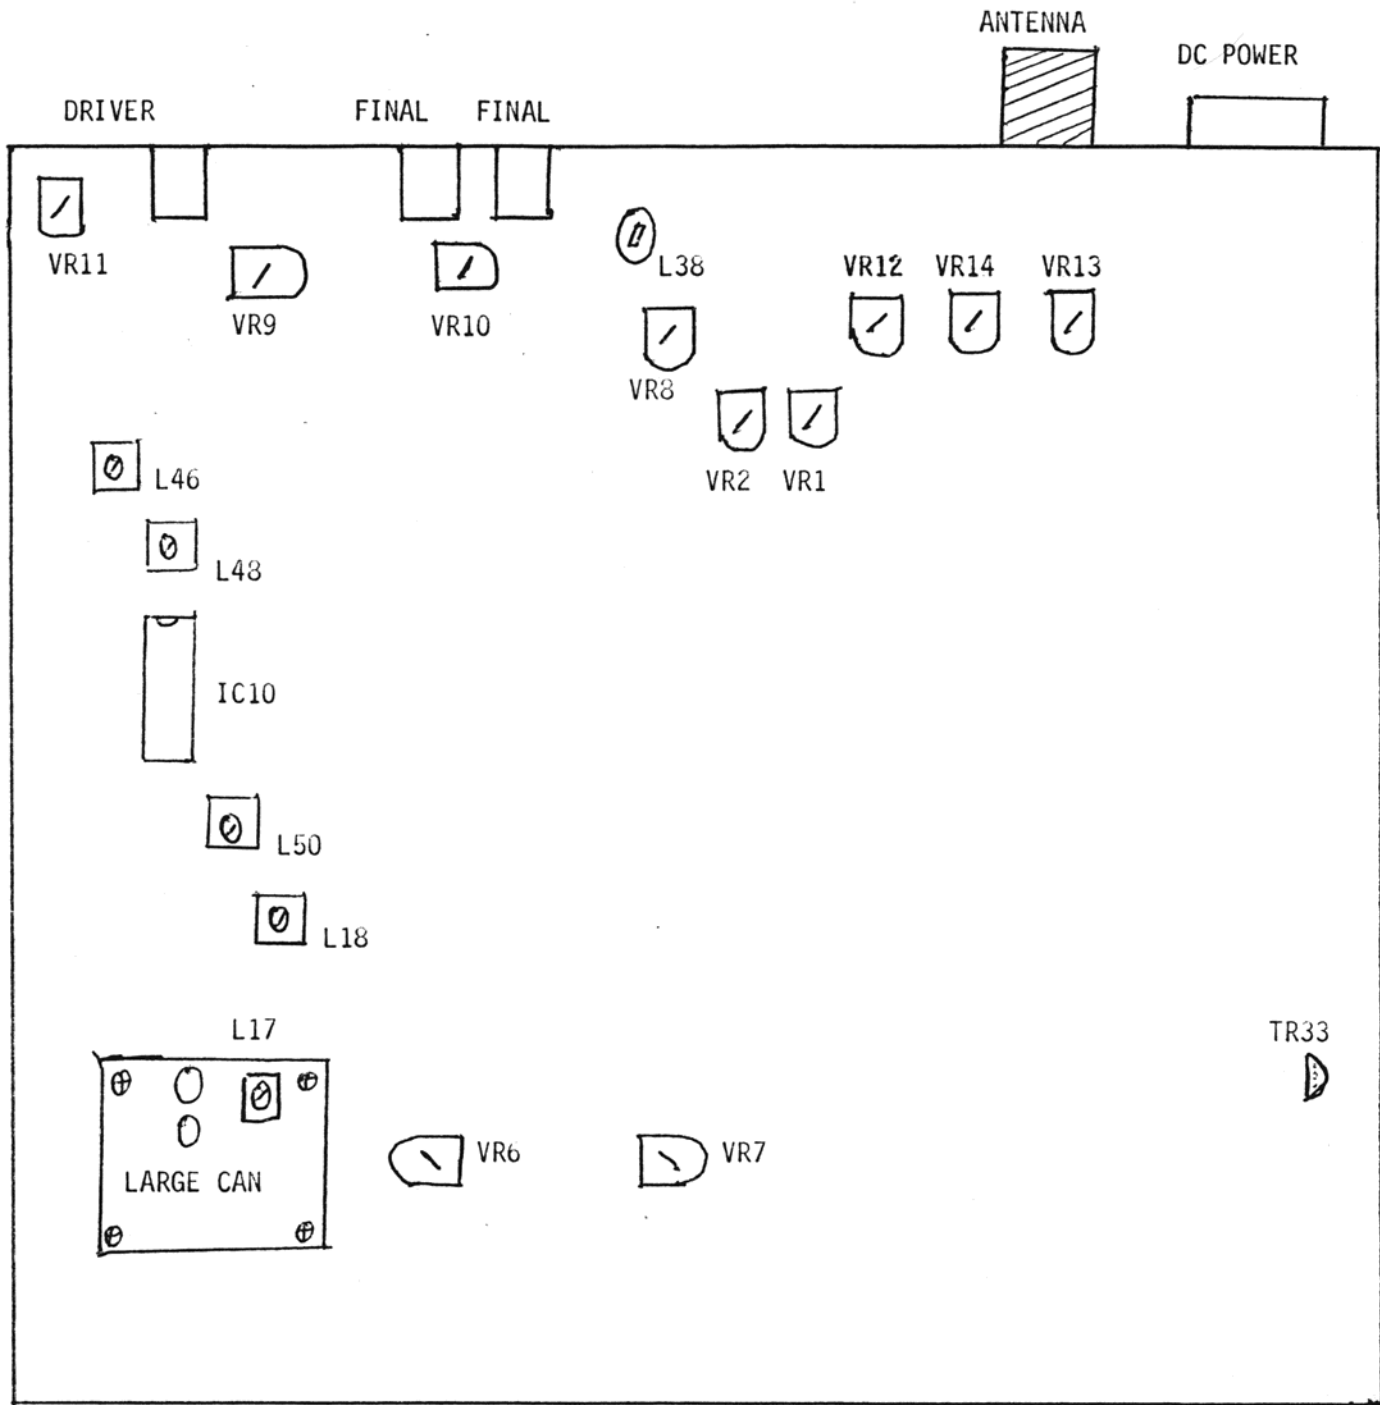 ANTENNA
DC POWER
DRIVER
FINAL
FINAL
VR11
VR9
VR10
L38
VR12
VR14
VR13
VR8
VR2
VR1
L46
L48
IC10
L50
L18
L17
TR33
VR6
VR7
LARGE CAN